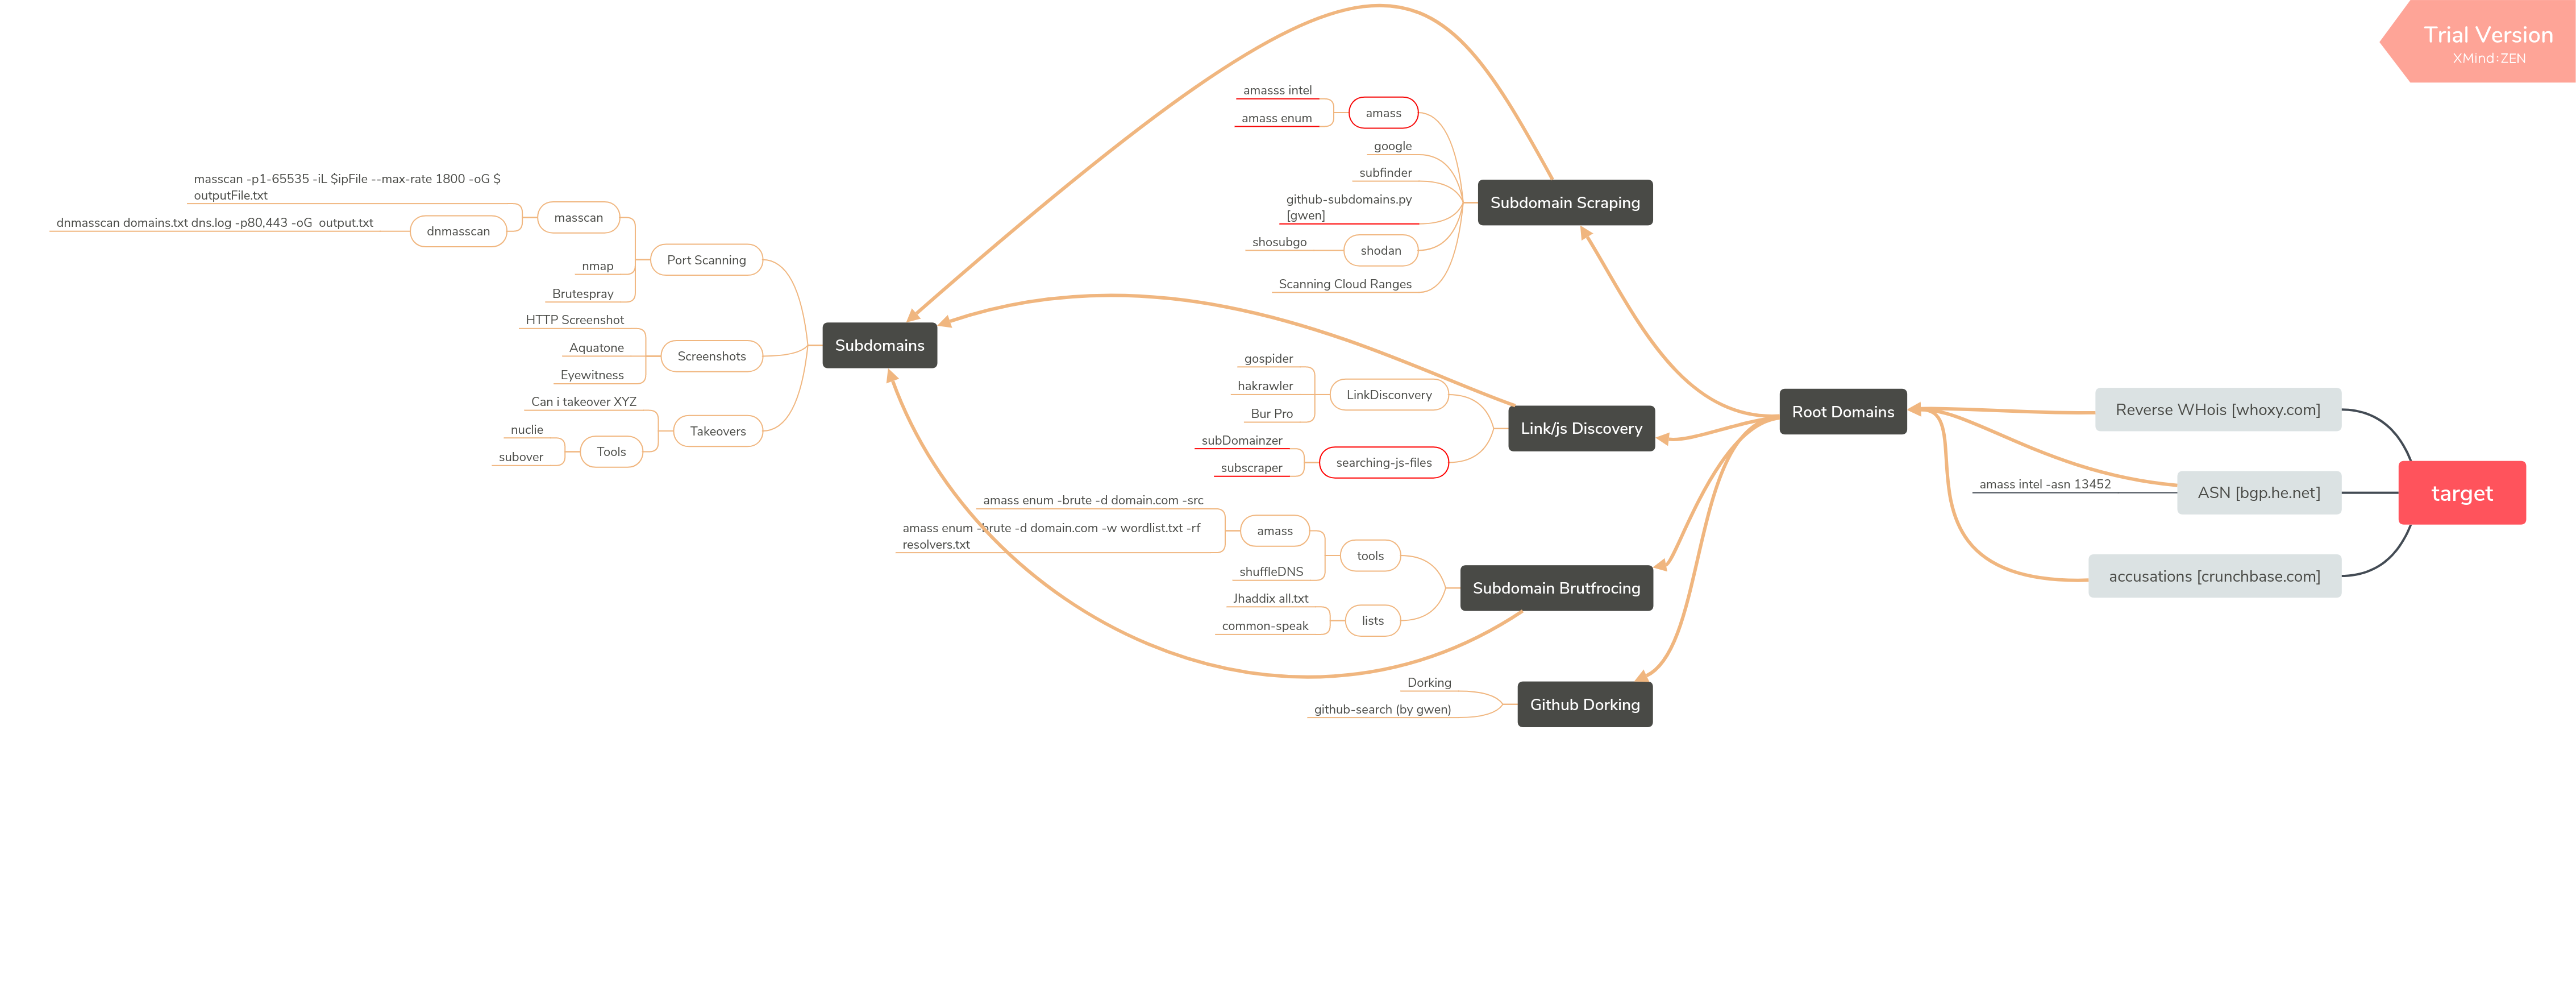 Trial Version
XMind:ZEN
amasss intel
amass enum
amass
google
subfinder
github-subdomains.py
[gwen]
shosubgo
shodan
Scanning Cloud Ranges
Subdomain Scraping
masscan -p1-65535 -iL $ipFile --max-rate 1800 -oG $
outputFile.txt
masscan
dnmasscan domains.txt dns.log -p80,443 -oG  output.txt
dnmasscan
Port Scanning
nmap
Brutespray
HTTP Screenshot
Aquatone
Eyewitness
Screenshots
Can i takeover XYZ
nuclie
subover
Tools
Takeovers
Subdomains
gospider
hakrawler
Bur Pro
LinkDisconvery
subDomainzer
subscraper
searching-js-files
Link/js Discovery
amass enum -brute -d domain.com -src
amass enum -brute -d domain.com -w wordlist.txt -rf
resolvers.txt
amass
shuffleDNS
tools
Jhaddix all.txt
common-speak
lists
Subdomain Brutfrocing
Dorking
github-search (by gwen)
Github Dorking
Root Domains
Reverse WHois [whoxy.com]
amass intel -asn 13452
ASN [bgp.he.net]
accusations [crunchbase.com]
target